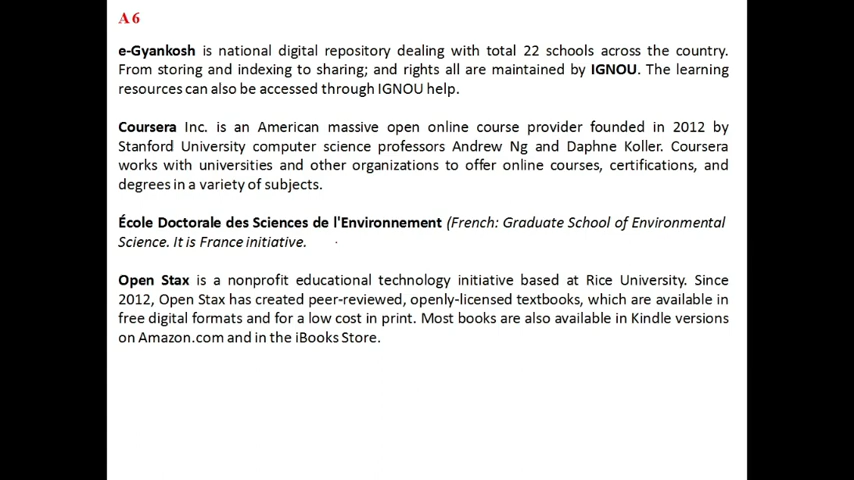 A 6
e-Gyankosh is national digital repository dealing with total 22 schools across the country.
From storing and indexing to sharing; and rights all are maintained by IGNOU. The learning
resources can also be accessed through IGNOU help.
Coursera Inc. is an American massive open online course provider founded in 2012 by
Stanford University computer science professors Andrew Ng and Daphne Koller. Coursera
works with universities and other organizations to offer online courses, certifications, and
degrees in a variety of subjects.
École Doctorale des Sciences de l'Environnement (French: Graduate School of Environmental
Science. It is France initiative.
Open Stax is a nonprofit educational technology initiative based at Rice University. Since
2012, Open Stax has created peer-reviewed, openly-licensed textbooks, which are available in
free digital formats and for a low cost in print. Most books are also available in Kindle versions
on Amazon.com and in the iBooks Store.